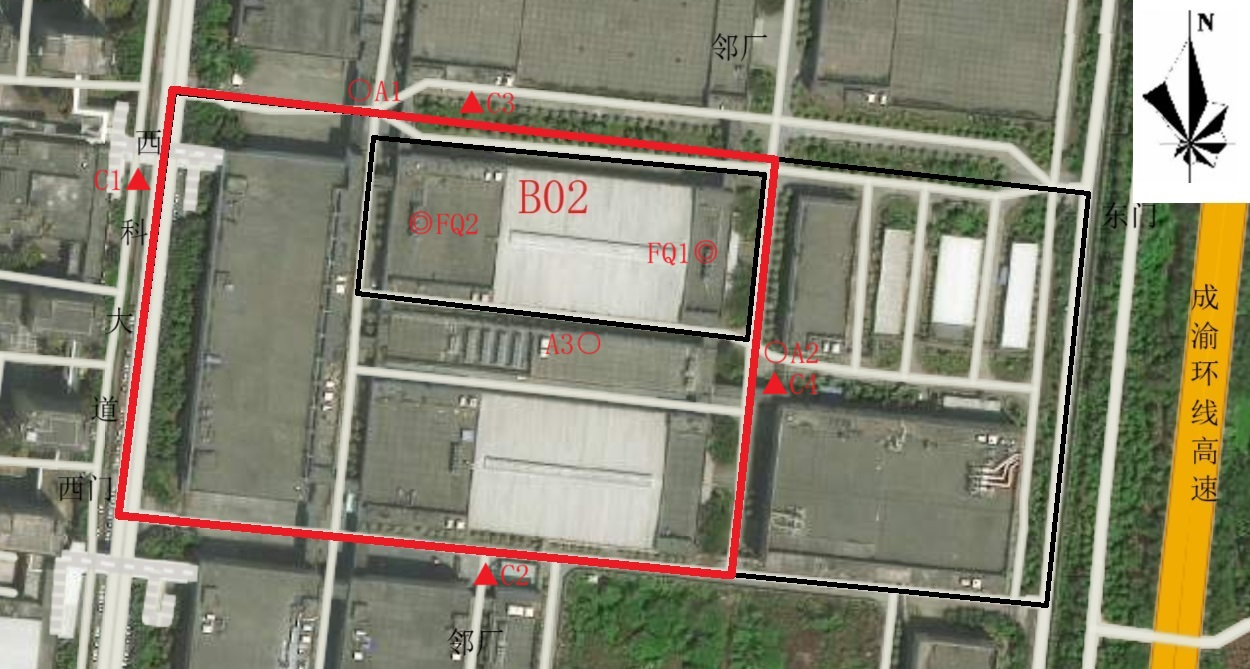 N
邻厂
○A1
▲C3
西科大道
C1▲
B02
◎FQ2
FQ1◎
东门
成渝环线高速
A3○
○A2
▲C4
西门
▲C2
邻厂